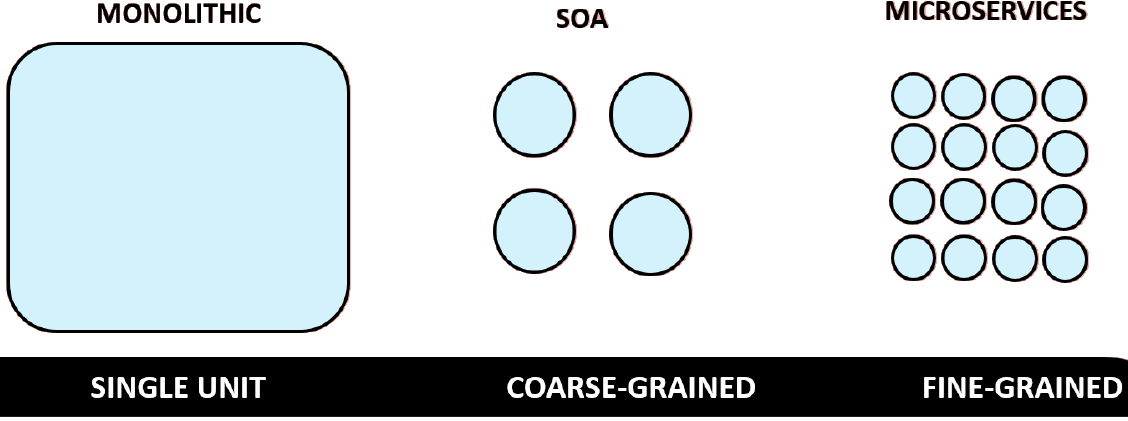 MONOLITHIC
SOA
MICROSERVICES
SINGLE UNIT
COARSE-GRAINED
FINE-GRAINED